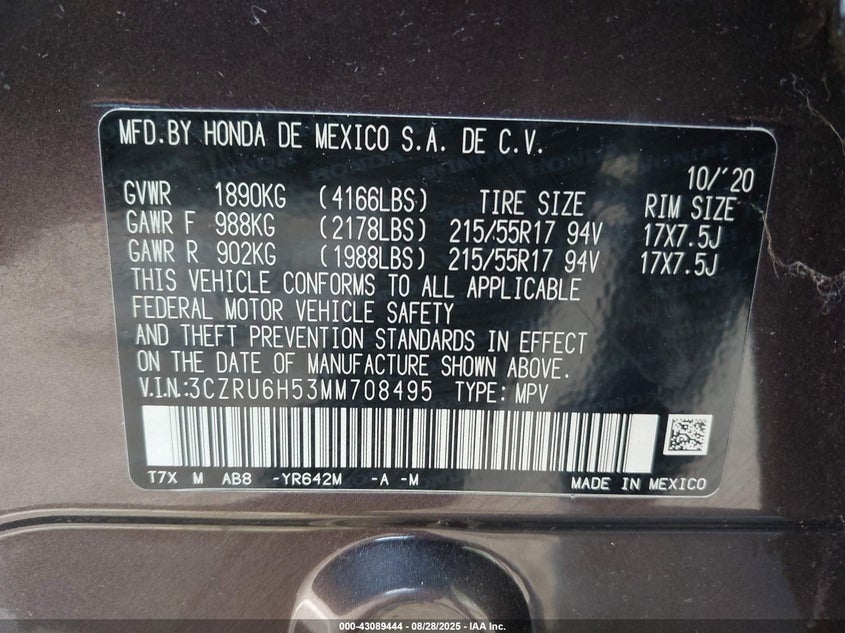 MFD.BY HONDA DE MEXICO S.A. DE C.V.
10/'20
GVWR 1890KG (4166LBS) TIRE SIZE RIM SIZE
GAWR F 988KG (2178LBS) 215/55R17 94V 17X7.5J
GAWR R 902KG (1988LBS) 215/55R17 94V 17X7.5J
THIS VEHICLE CONFORMS TO ALL APPLICABLE
FEDERAL MOTOR VEHICLE SAFETY
AND THEFT PREVENTION STANDARDS IN EFFECT
ON THE DATE OF MANUFACTURE SHOWN ABOVE.
V.I.N.:3CZRU6H53MM708495 TYPE: MPV
T7X M AB8 -YR642M -A -M MADE IN MEXICO
000-43089444 - 08/28/2025 - IAA Inc.